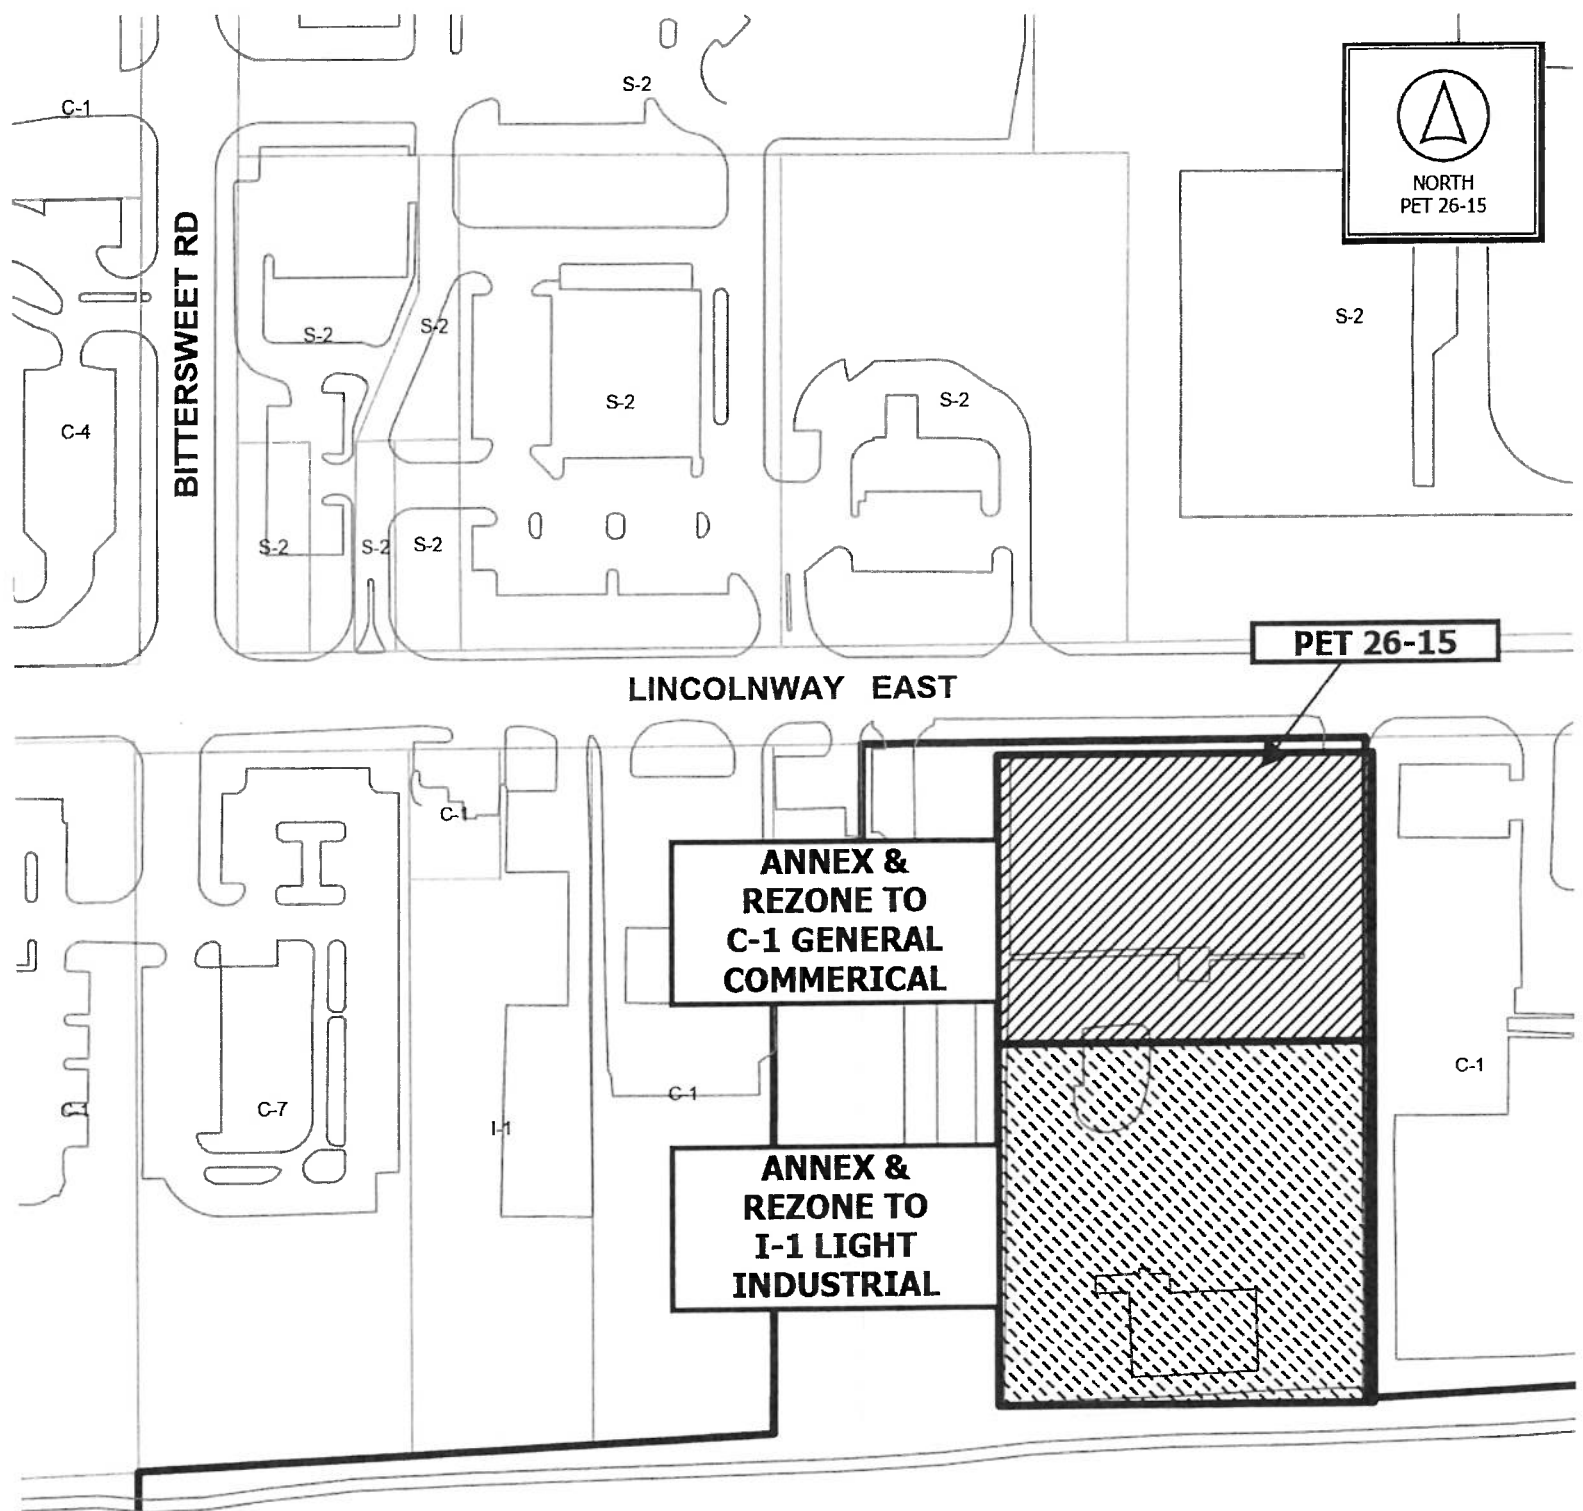 S-2
C-1
NORTH
PET 26-15
BITTERSWEET RD
S-2
S-2
S-2
S-2
S-2
C-4
S-2
S-2
S-2
PET 26-15
LINCOLNWAY EAST
C-1
ANNEX &
REZONE TO
C-1 GENERAL
COMMERICAL
C-1
C-1
C-7
I-1
ANNEX &
REZONE TO
I-1 LIGHT
INDUSTRIAL